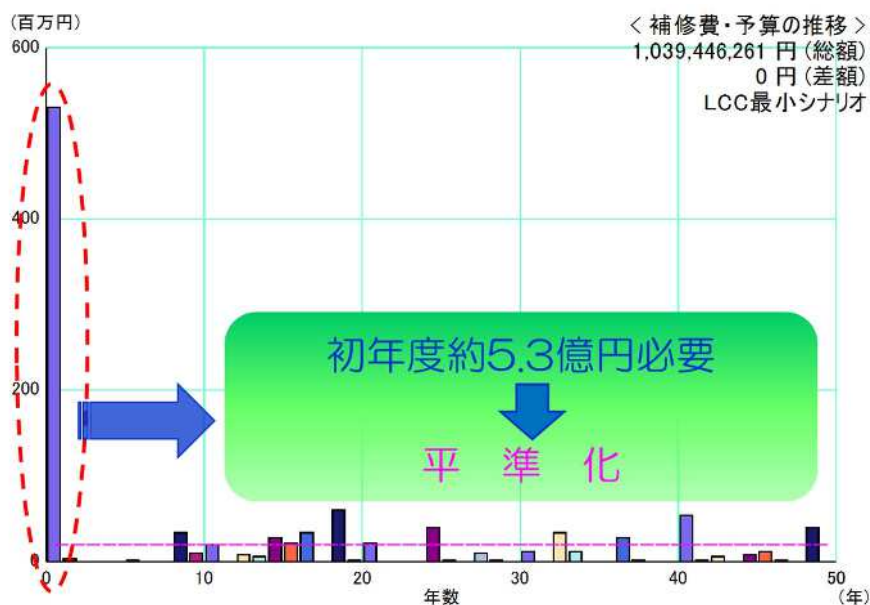 (百万円)
<補修費・予算の推移>
1,039,446,261 円(総額)
0 円(差額)
LCC最小シナリオ
600
400
200
0
初年度約5.3億円必要
平 準 化
0 10 20 30 40 50
年数 (年)